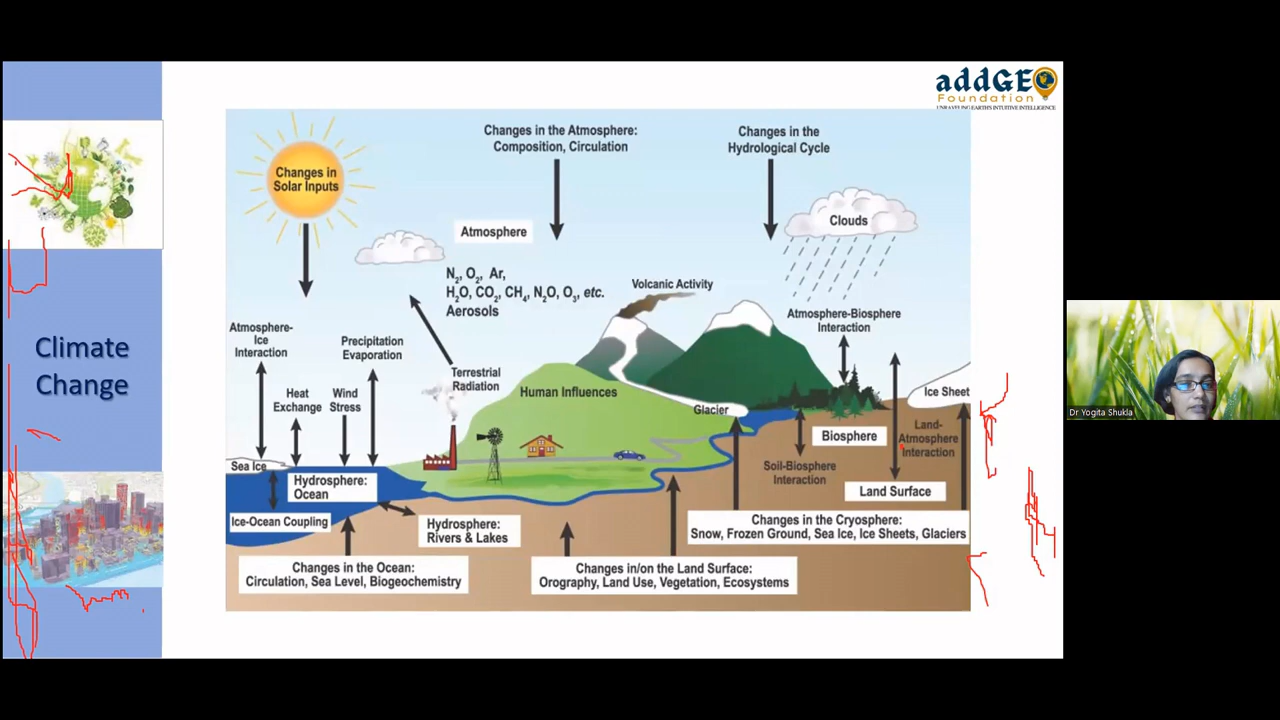 addGEO
Foundation
UNRAVELING EARTH'S INTUITIVE INTELLIGENCE
Changes in the Atmosphere:
Composition, Circulation
Changes in the
Hydrological Cycle
Changes in
Solar Inputs
Clouds
Atmosphere
N2, O2, Ar,
H2O, CO2, CH4, N2O, O3, etc.
Aerosols
Volcanic Activity
Atmosphere-
Ice
Interaction
Precipitation
Evaporation
Atmosphere-Biosphere
Interaction
Climate
Change
Terrestrial
Radiation
Heat
Exchange
Wind
Stress
Human Influences
Glacier
Ice Sheet
Dr Yogita Shukla
Land-
Atmosphere
Interaction
Biosphere
Sea Ice
Soil-Biosphere
Interaction
Hydrosphere:
Ocean
Land Surface
Ice-Ocean Coupling
Hydrosphere:
Rivers & Lakes
Changes in the Cryosphere:
Snow, Frozen Ground, Sea Ice, Ice Sheets, Glaciers
Changes in the Ocean:
Circulation, Sea Level, Biogeochemistry
Changes in/on the Land Surface:
Orography, Land Use, Vegetation, Ecosystems